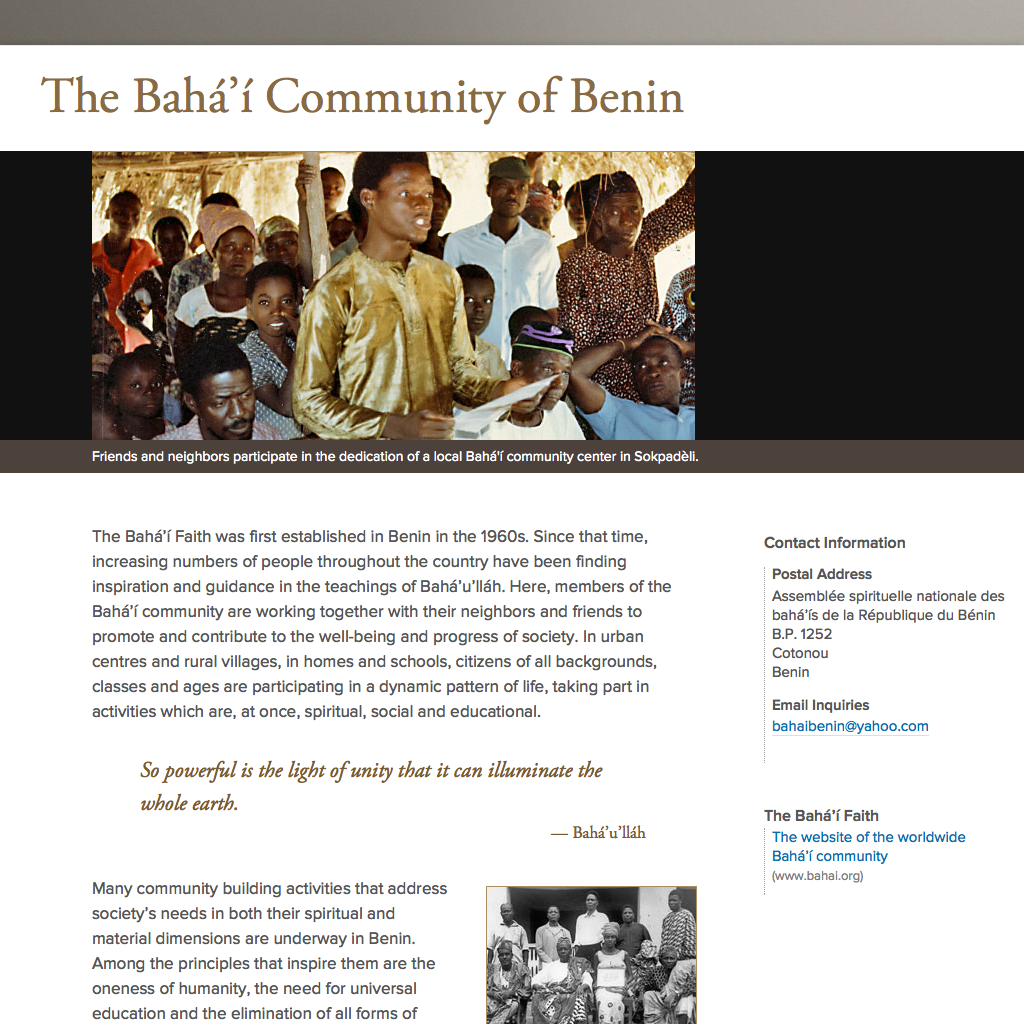 The Bahá’í Community of Benin
Friends and neighbors participate in the dedication of a local Bahá'í community center in Sokpadèli.
The Bahá’í Faith was first established in Benin in the 1960s. Since that time,
increasing numbers of people throughout the country have been finding
inspiration and guidance in the teachings of Bahá’u’lláh. Here, members of the
Bahá’í community are working together with their neighbors and friends to
promote and contribute to the well-being and progress of society. In urban
centres and rural villages, in homes and schools, citizens of all backgrounds,
classes and ages are participating in a dynamic pattern of life, taking part in
activities which are, at once, spiritual, social and educational.
So powerful is the light of unity that it can illuminate the
whole earth.
— Bahá’u’lláh
Many community building activities that address
society’s needs in both their spiritual and
material dimensions are underway in Benin.
Among the principles that inspire them are the
oneness of humanity, the need for universal
education and the elimination of all forms of
Contact Information
Postal Address
Assemblée spirituelle nationale des
bahá’ís de la République du Bénin
B.P. 1252
Cotonou
Benin
Email Inquiries
bahaibenin@yahoo.com
The Bahá’í Faith
The website of the worldwide
Bahá’í community
(www.bahai.org)